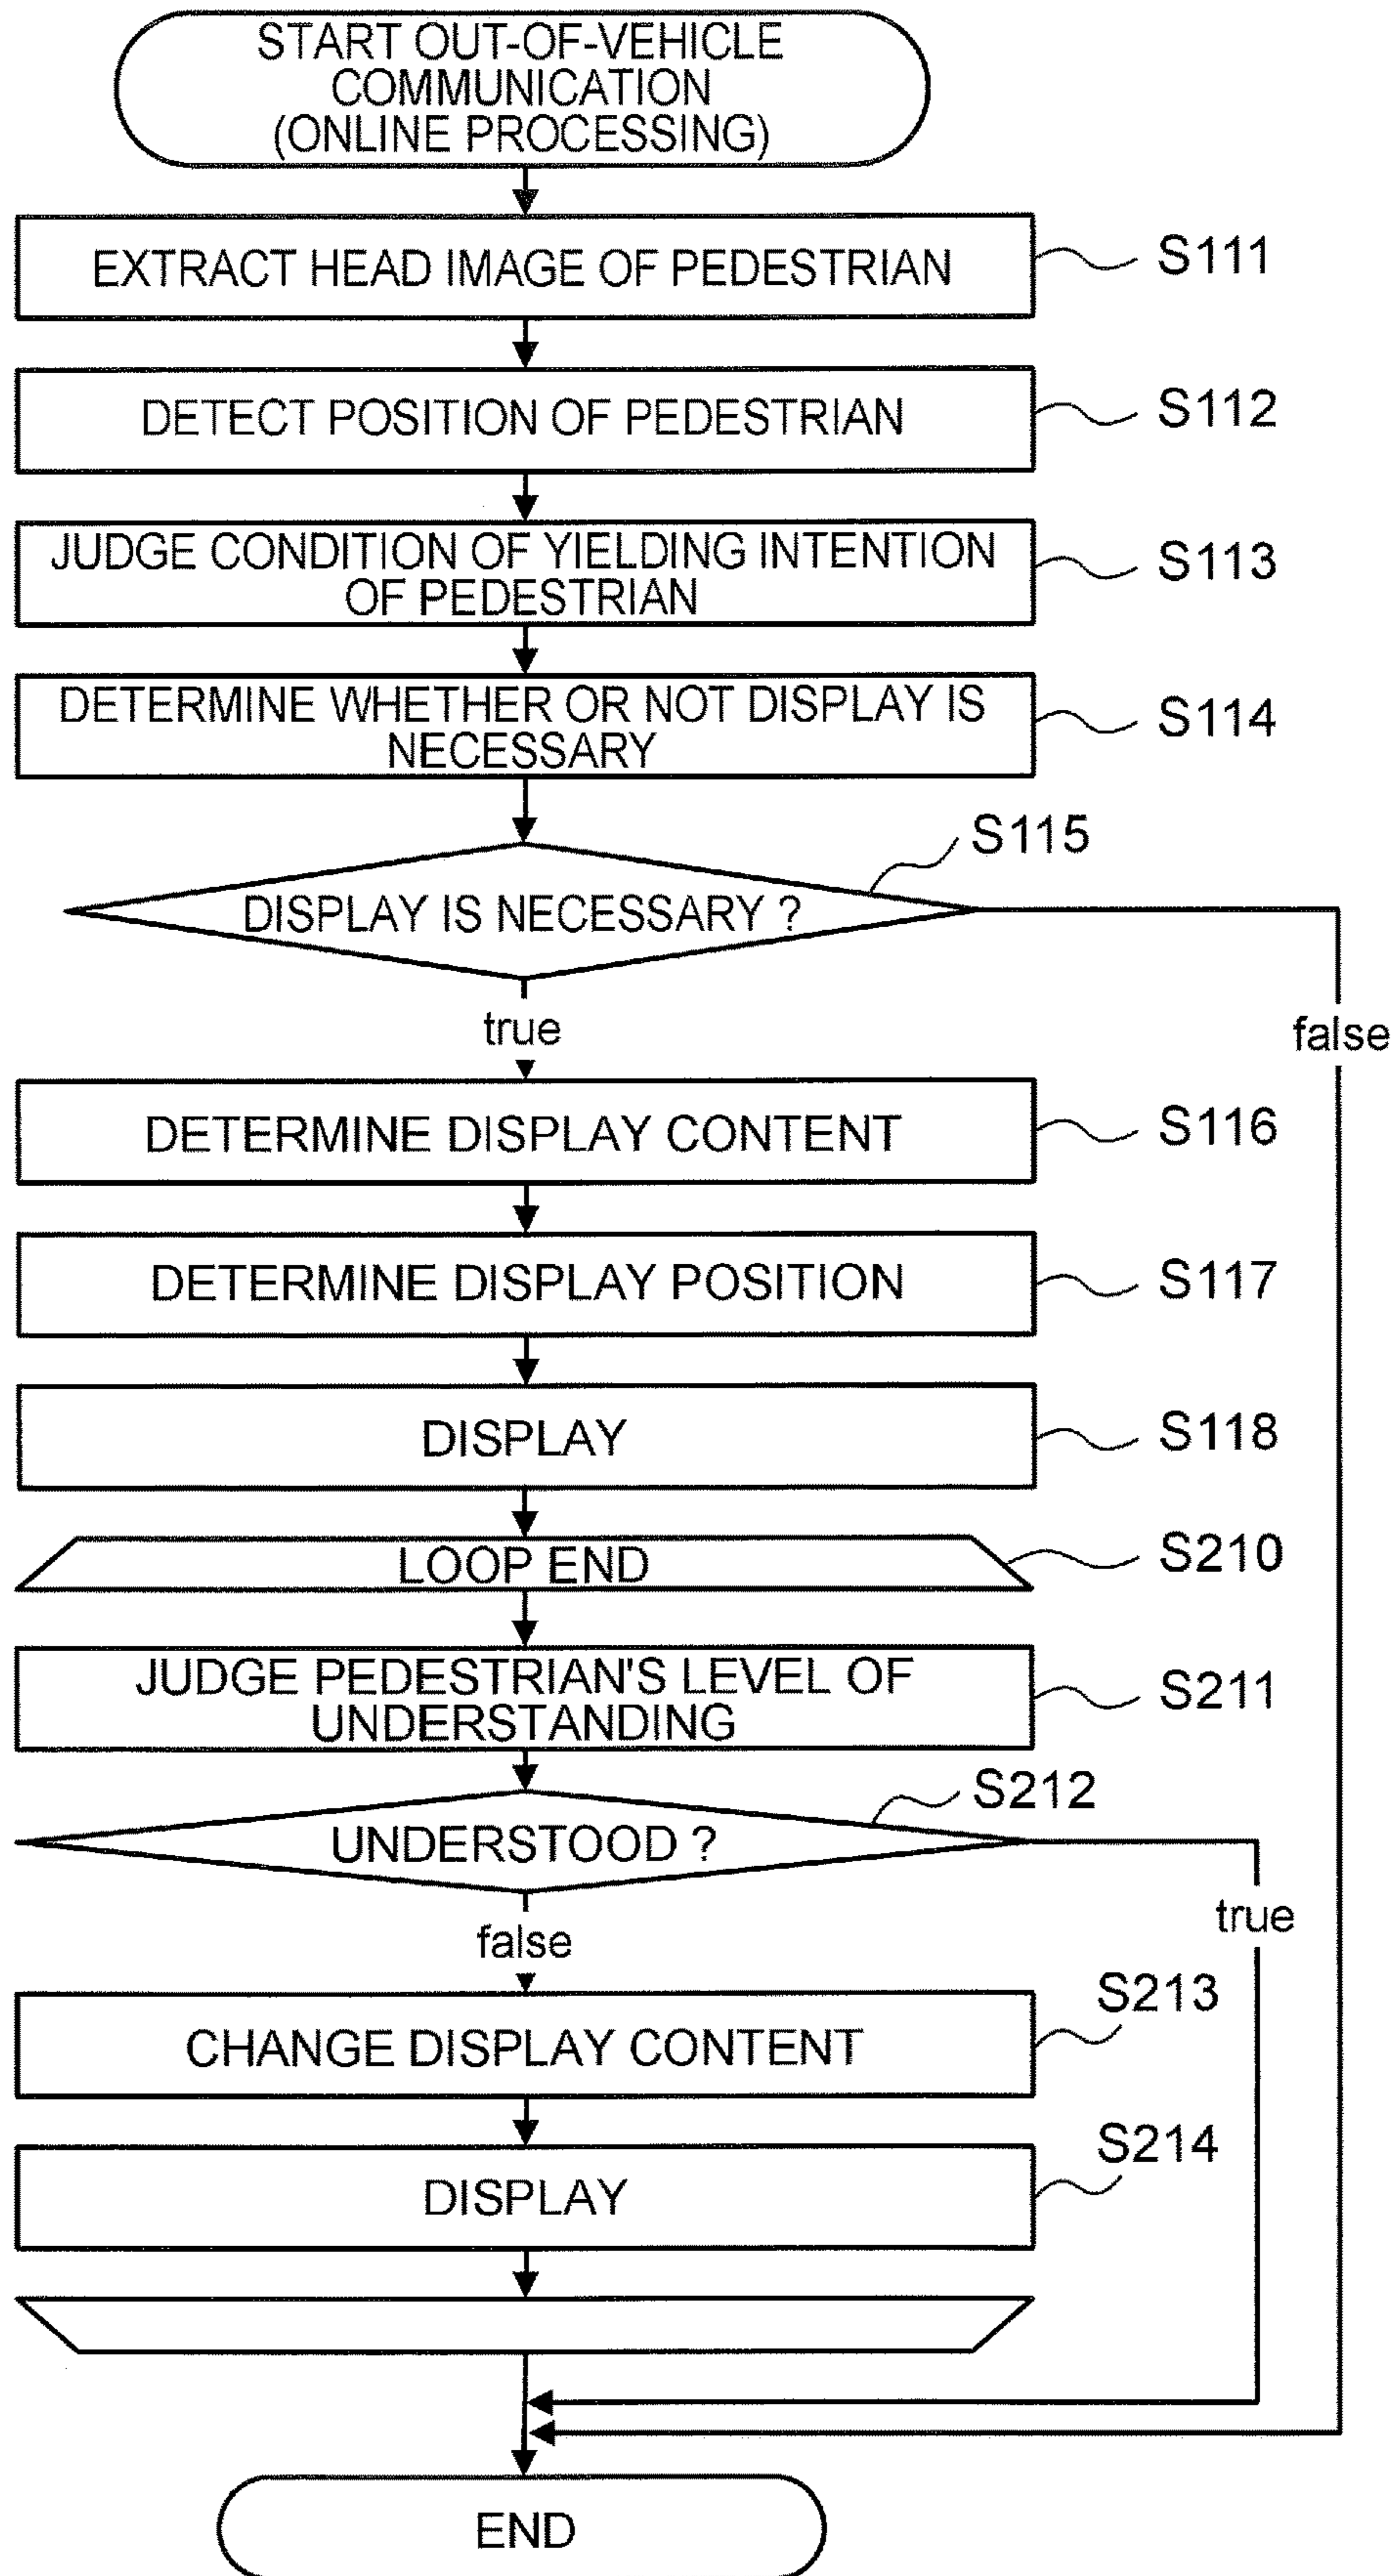 START OUT-OF-VEHICLE
COMMUNICATION
(ONLINE PROCESSING)
EXTRACT HEAD IMAGE OF PEDESTRIAN
S111
DETECT POSITION OF PEDESTRIAN
S112
JUDGE CONDITION OF YIELDING INTENTION
OF PEDESTRIAN
S113
DETERMINE WHETHER OR NOT DISPLAY IS
NECESSARY
S114
S115
DISPLAY IS NECESSARY ?
true
false
DETERMINE DISPLAY CONTENT
S116
DETERMINE DISPLAY POSITION
S117
DISPLAY
S118
LOOP END
S210
JUDGE PEDESTRIAN'S LEVEL OF
UNDERSTANDING
S211
S212
UNDERSTOOD ?
true
false
S213
CHANGE DISPLAY CONTENT
S214
DISPLAY
END